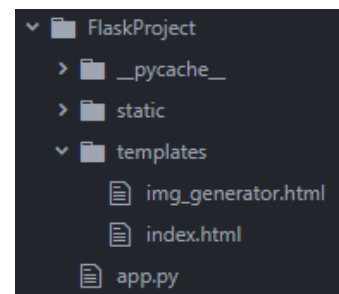 FlaskProject
__pycache__
static
templates
img_generator.html
index.html
app.py